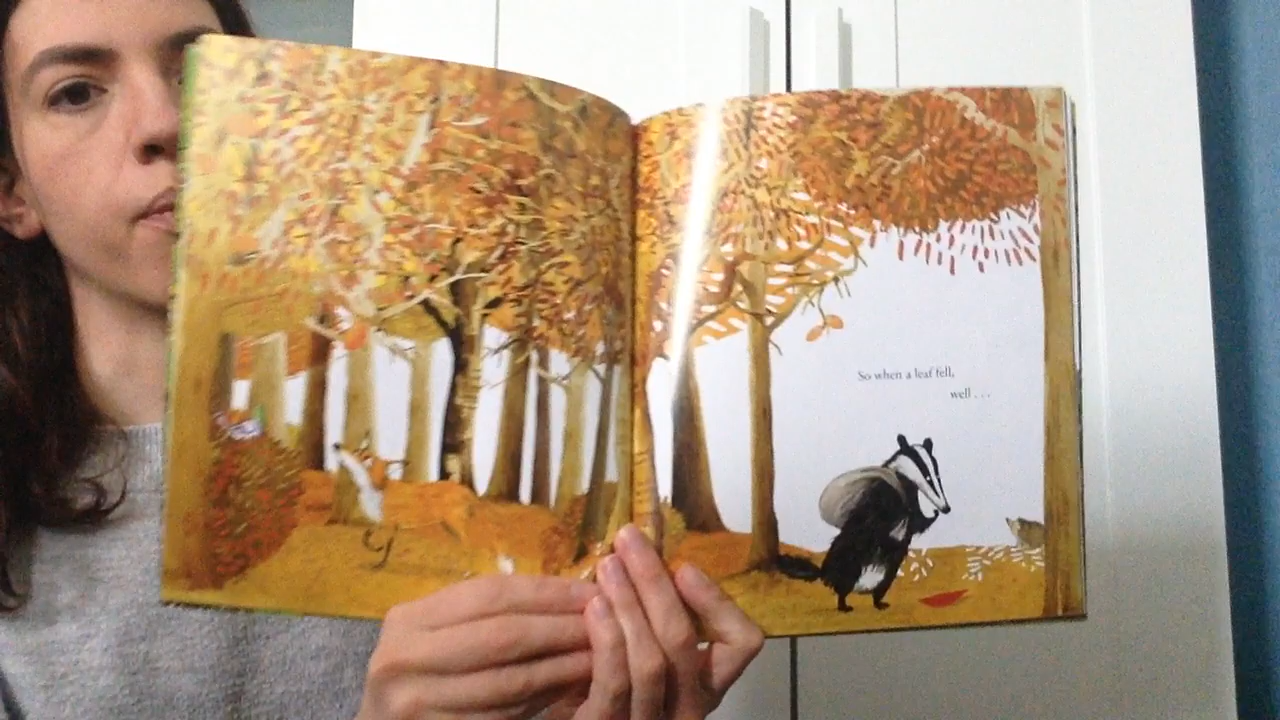 So when a leaf fell,
well . . .